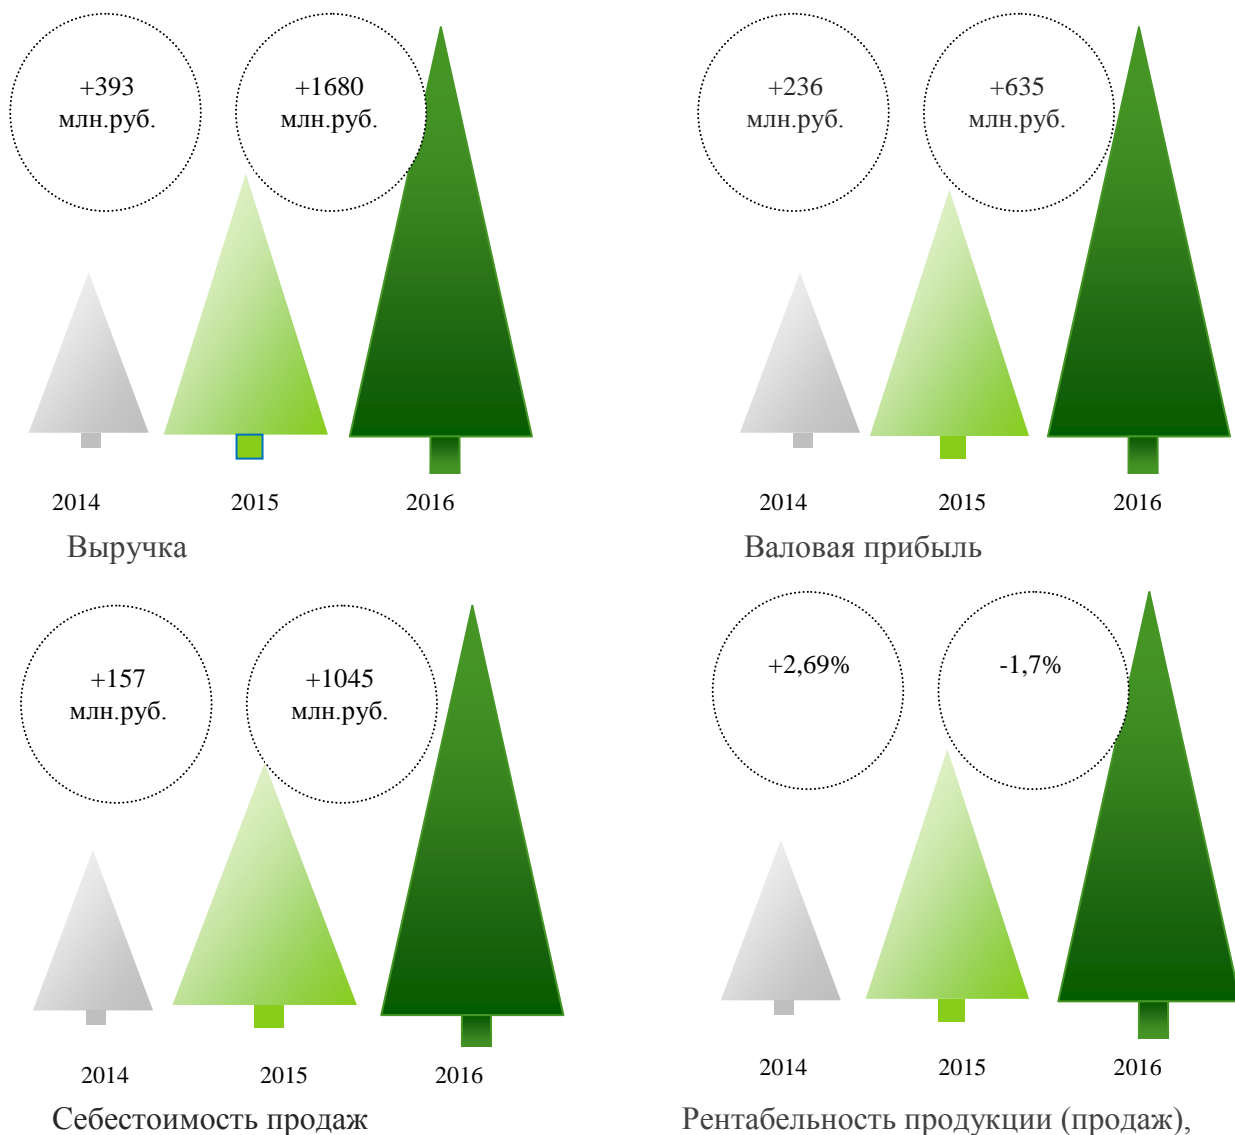 +393
млн.руб.
+1680
млн.руб.
2014
2015
2016
Выручка
+236
млн.руб.
+635
млн.руб.
2014
2015
2016
Валовая прибыль
+157
млн.руб.
+1045
млн.руб.
2014
2015
2016
Себестоимость продаж
+2,69%
-1,7%
2014
2015
2016
Рентабельность продукции (продаж),